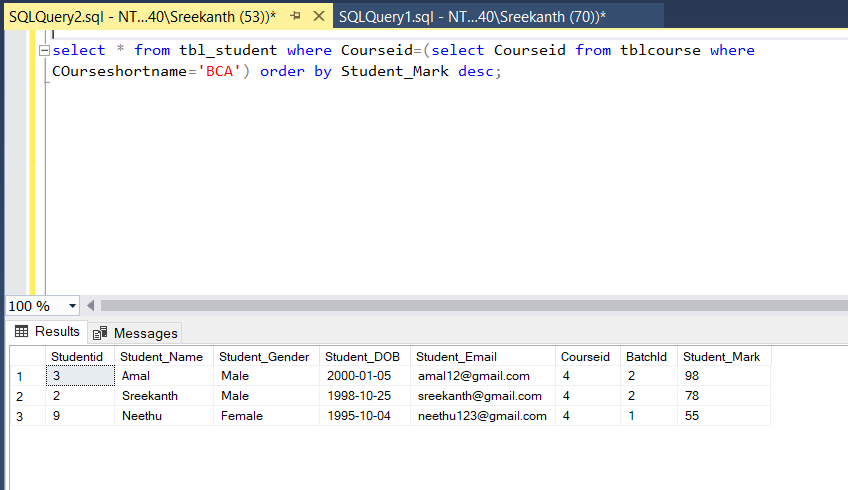 SQLQuery2.sql - NT...40\Sreekanth (53))* SQLQuery1.sql - NT...40\Sreekanth (70))*
select * from tbl_student where Courseid=(select Courseid from tblcourse where
COurseshortname='BCA') order by Student_Mark desc;
100 %
Results Messages
Studentid Student_Name Student_Gender Student_DOB Student_Email Courseid BatchId Student_Mark
1 3 Amal Male 2000-01-05 amal12@gmail.com 4 2 98
2 2 Sreekanth Male 1998-10-25 sreekanth@gmail.com 4 2 78
3 9 Neethu Female 1995-10-04 neethu123@gmail.com 4 1 55